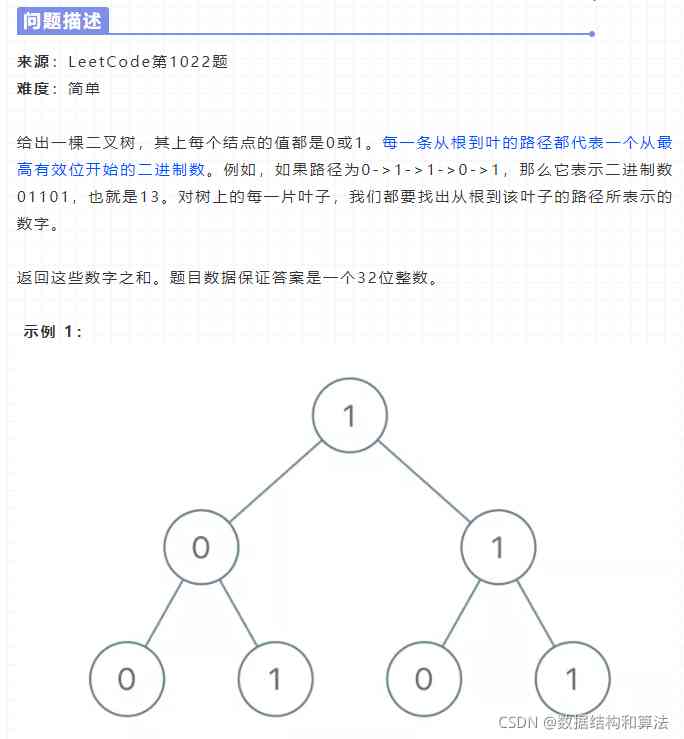 问题描述
来源：LeetCode第1022题
难度：简单
给出一棵二叉树，其上每个结点的值都是0或1。每一条从根到叶的路径都代表一个从最
高有效位开始的二进制数。例如，如果路径为0->1->1->0->1，那么它表示二进制数
01101，也就是13。对树上的每一片叶子，我们都要找出从根到该叶子的路径所表示的
数字。
返回这些数字之和。题目数据保证答案是一个32位整数。
示例 1：
1
0 1
0 1 0 1
CSDN @数据结构和算法